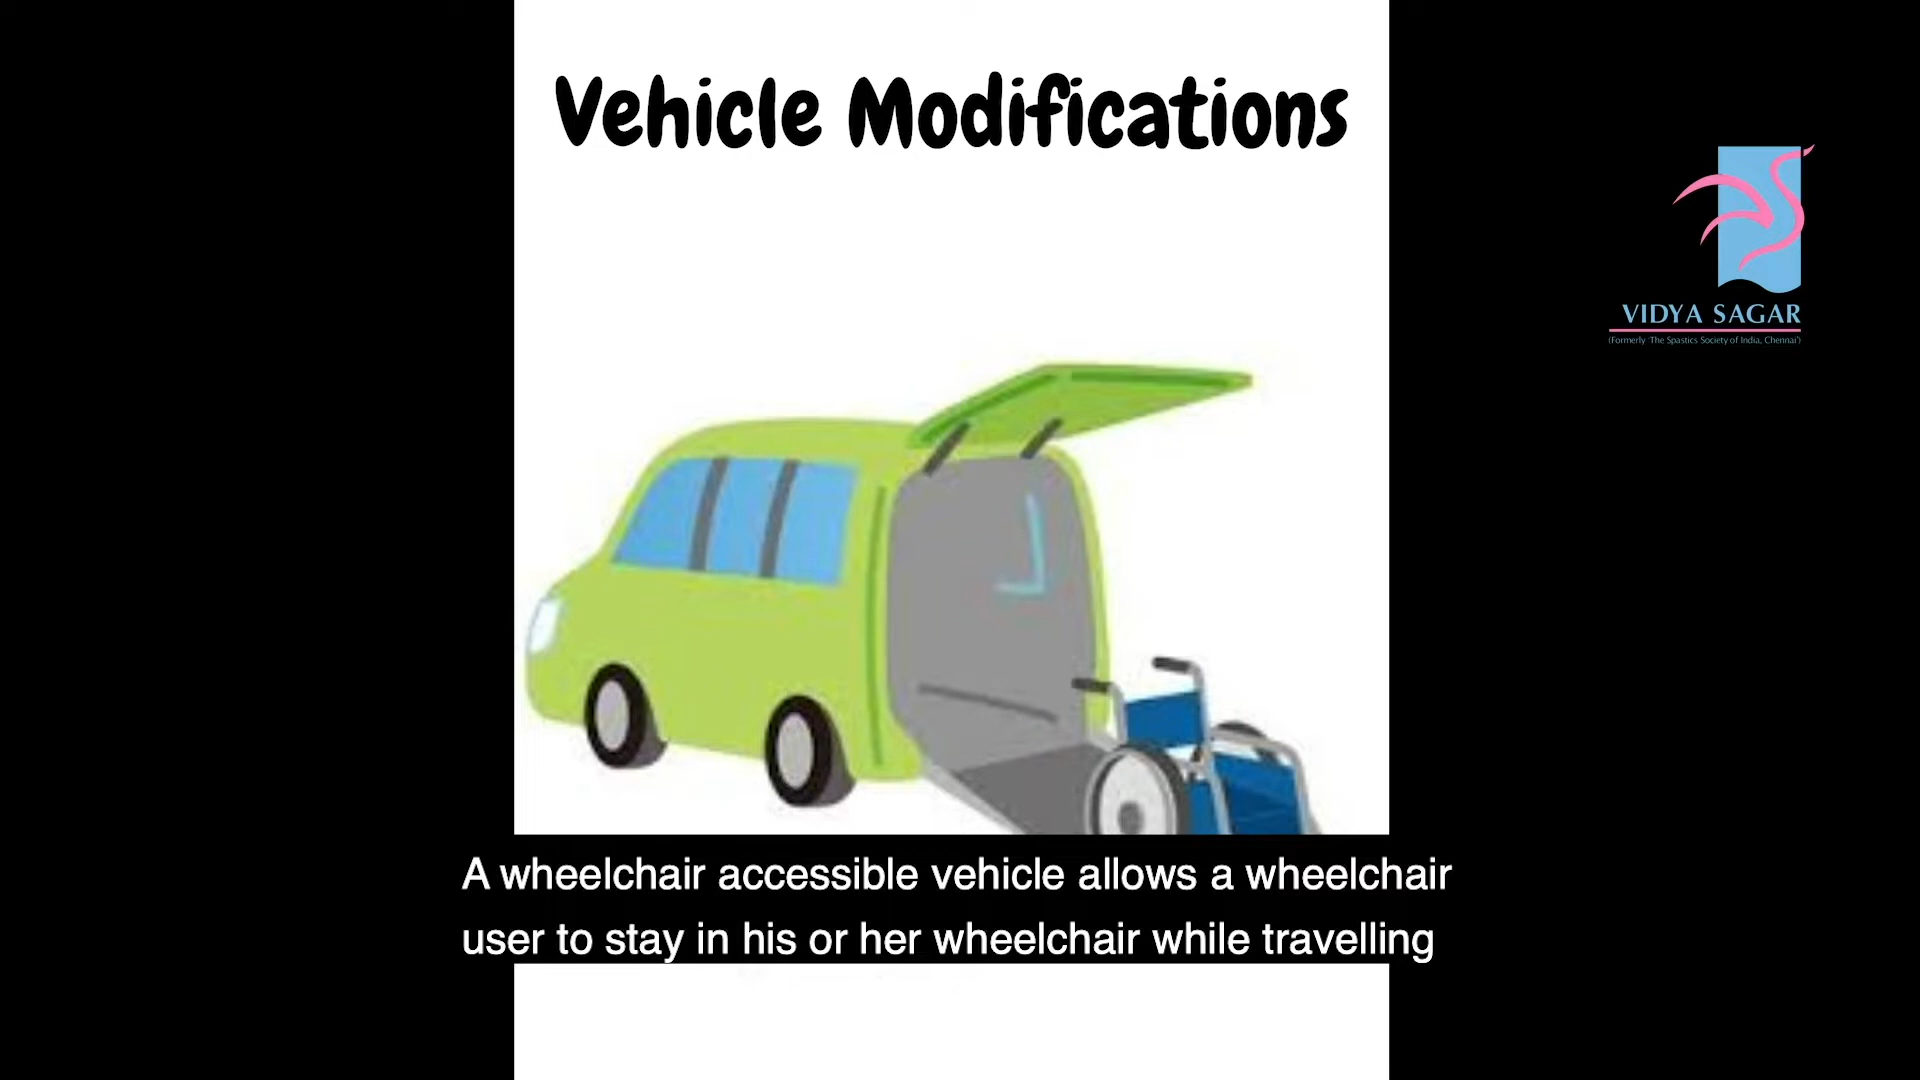 Vehicle Modifications
VIDYA SAGAR
(Formerly 'The Spastics Society of India, Chennai')
A wheelchair accessible vehicle allows a wheelchair
user to stay in his or her wheelchair while travelling